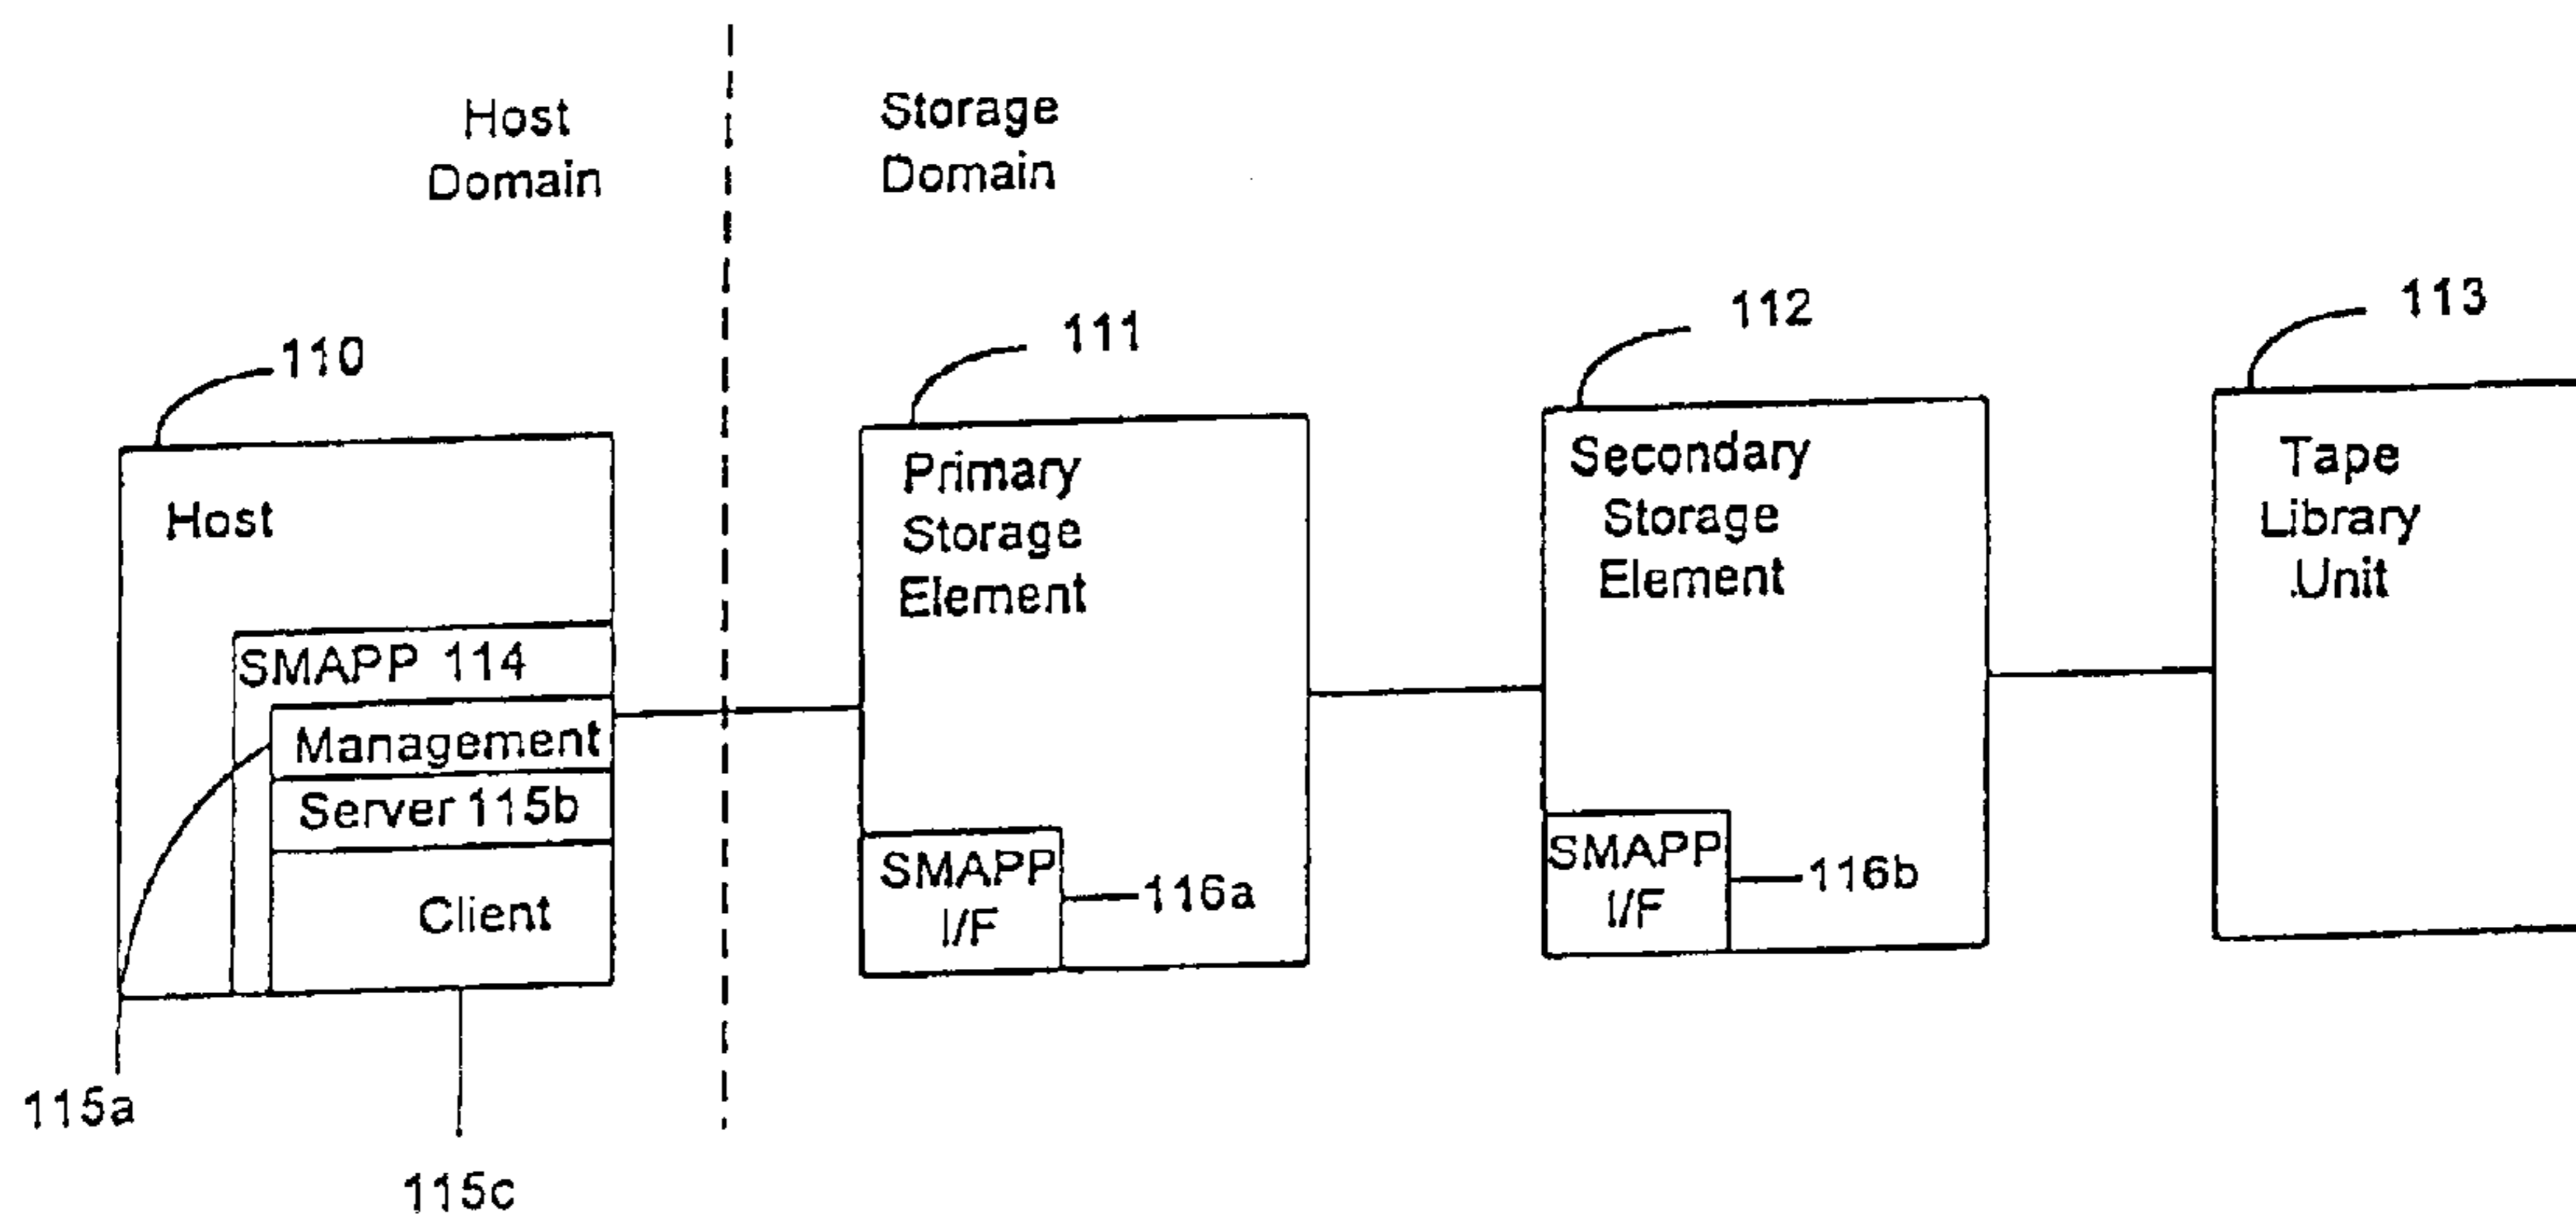 Host
Domain
Storage
Domain
110
111
112
113
Host
SMAPP 114
Management
Server 115b
Client
115a
115c
Primary
Storage
Element
SMAPP
I/F
116a
Secondary
Storage
Element
SMAPP
I/F
116b
Tape
Library
Unit